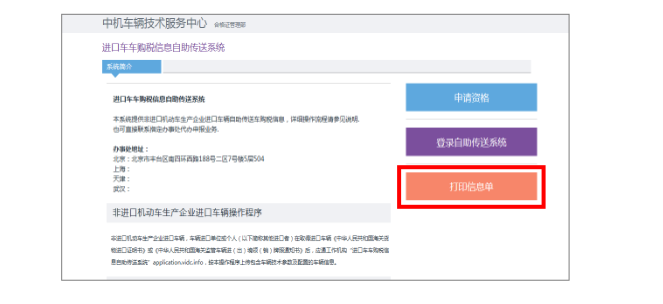 中机车辆技术服务中心 合格证管理部
进口车车购税信息自助传送系统
系统简介
进口车车购税信息自助传送系统
本系统提供非进口机动车生产企业进口车辆自助传送车购税信息，详细操作流程请参见说明.
也可直接联系指定办事处代办申报业务.
办事处地址：
北京：北京市丰台区南四环西路188号二区7号楼5层504
上海：
天津：
武汉：
申请资格
登录自助传送系统
打印信息单
非进口机动车生产企业进口车辆操作程序
非进口机动车生产企业进口车辆，车辆进口单位或个人（以下简称其他进口者）在取得进口车辆《中华人民共和国海关货
物进口证明书》或《中华人民共和国海关监管车辆进（出）境领（销）牌照通知书》后，应通工作机构“进口车车购税信
息自助传送系统”application.vidc.info，按本操作程序上传包含车辆技术参数及配置的车辆信息。